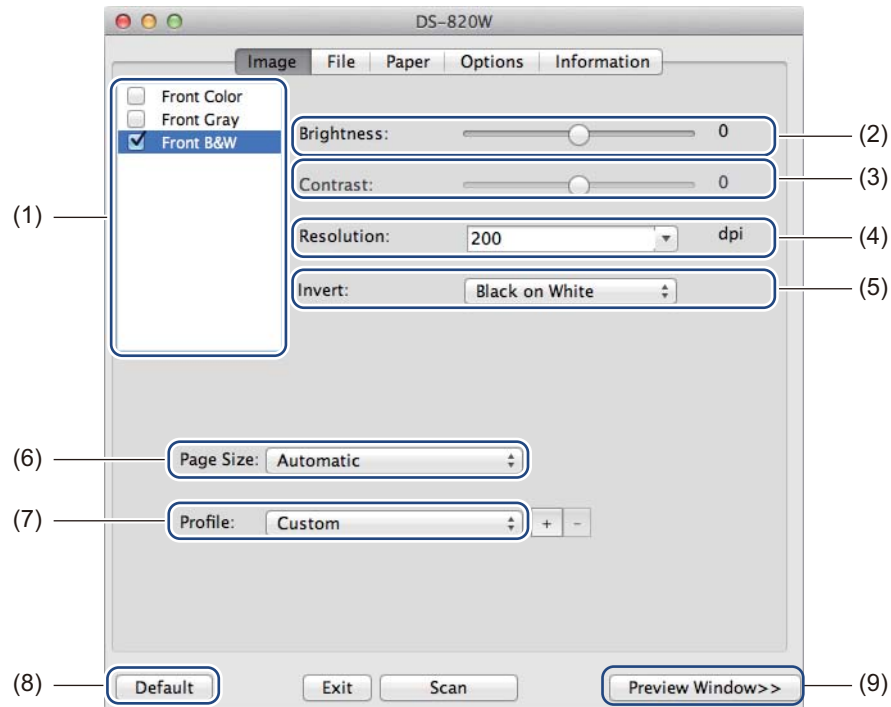 DS-820W
Image File Paper Options Information
Front Color
Front Gray
Front B&W
(1)
Brightness: 0 (2)
Contrast: 0 (3)
Resolution: 200 dpi (4)
Invert: Black on White (5)
(6) Page Size: Automatic
(7) Profile: Custom + -
(8) Default Exit Scan Preview Window>> (9)